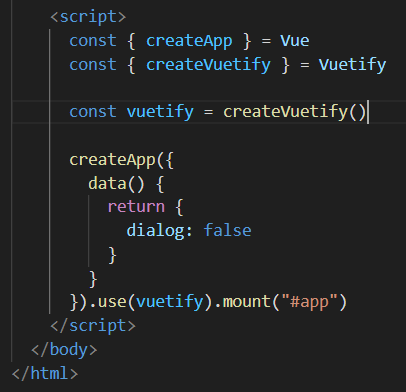 <script>
const { createApp } = Vue
const { createVuetify } = Vuetify
const vuetify = createVuetify()
createApp({
data() {
return {
dialog: false
}
}
}).use(vuetify).mount("#app")
</script>
</body>
</html>